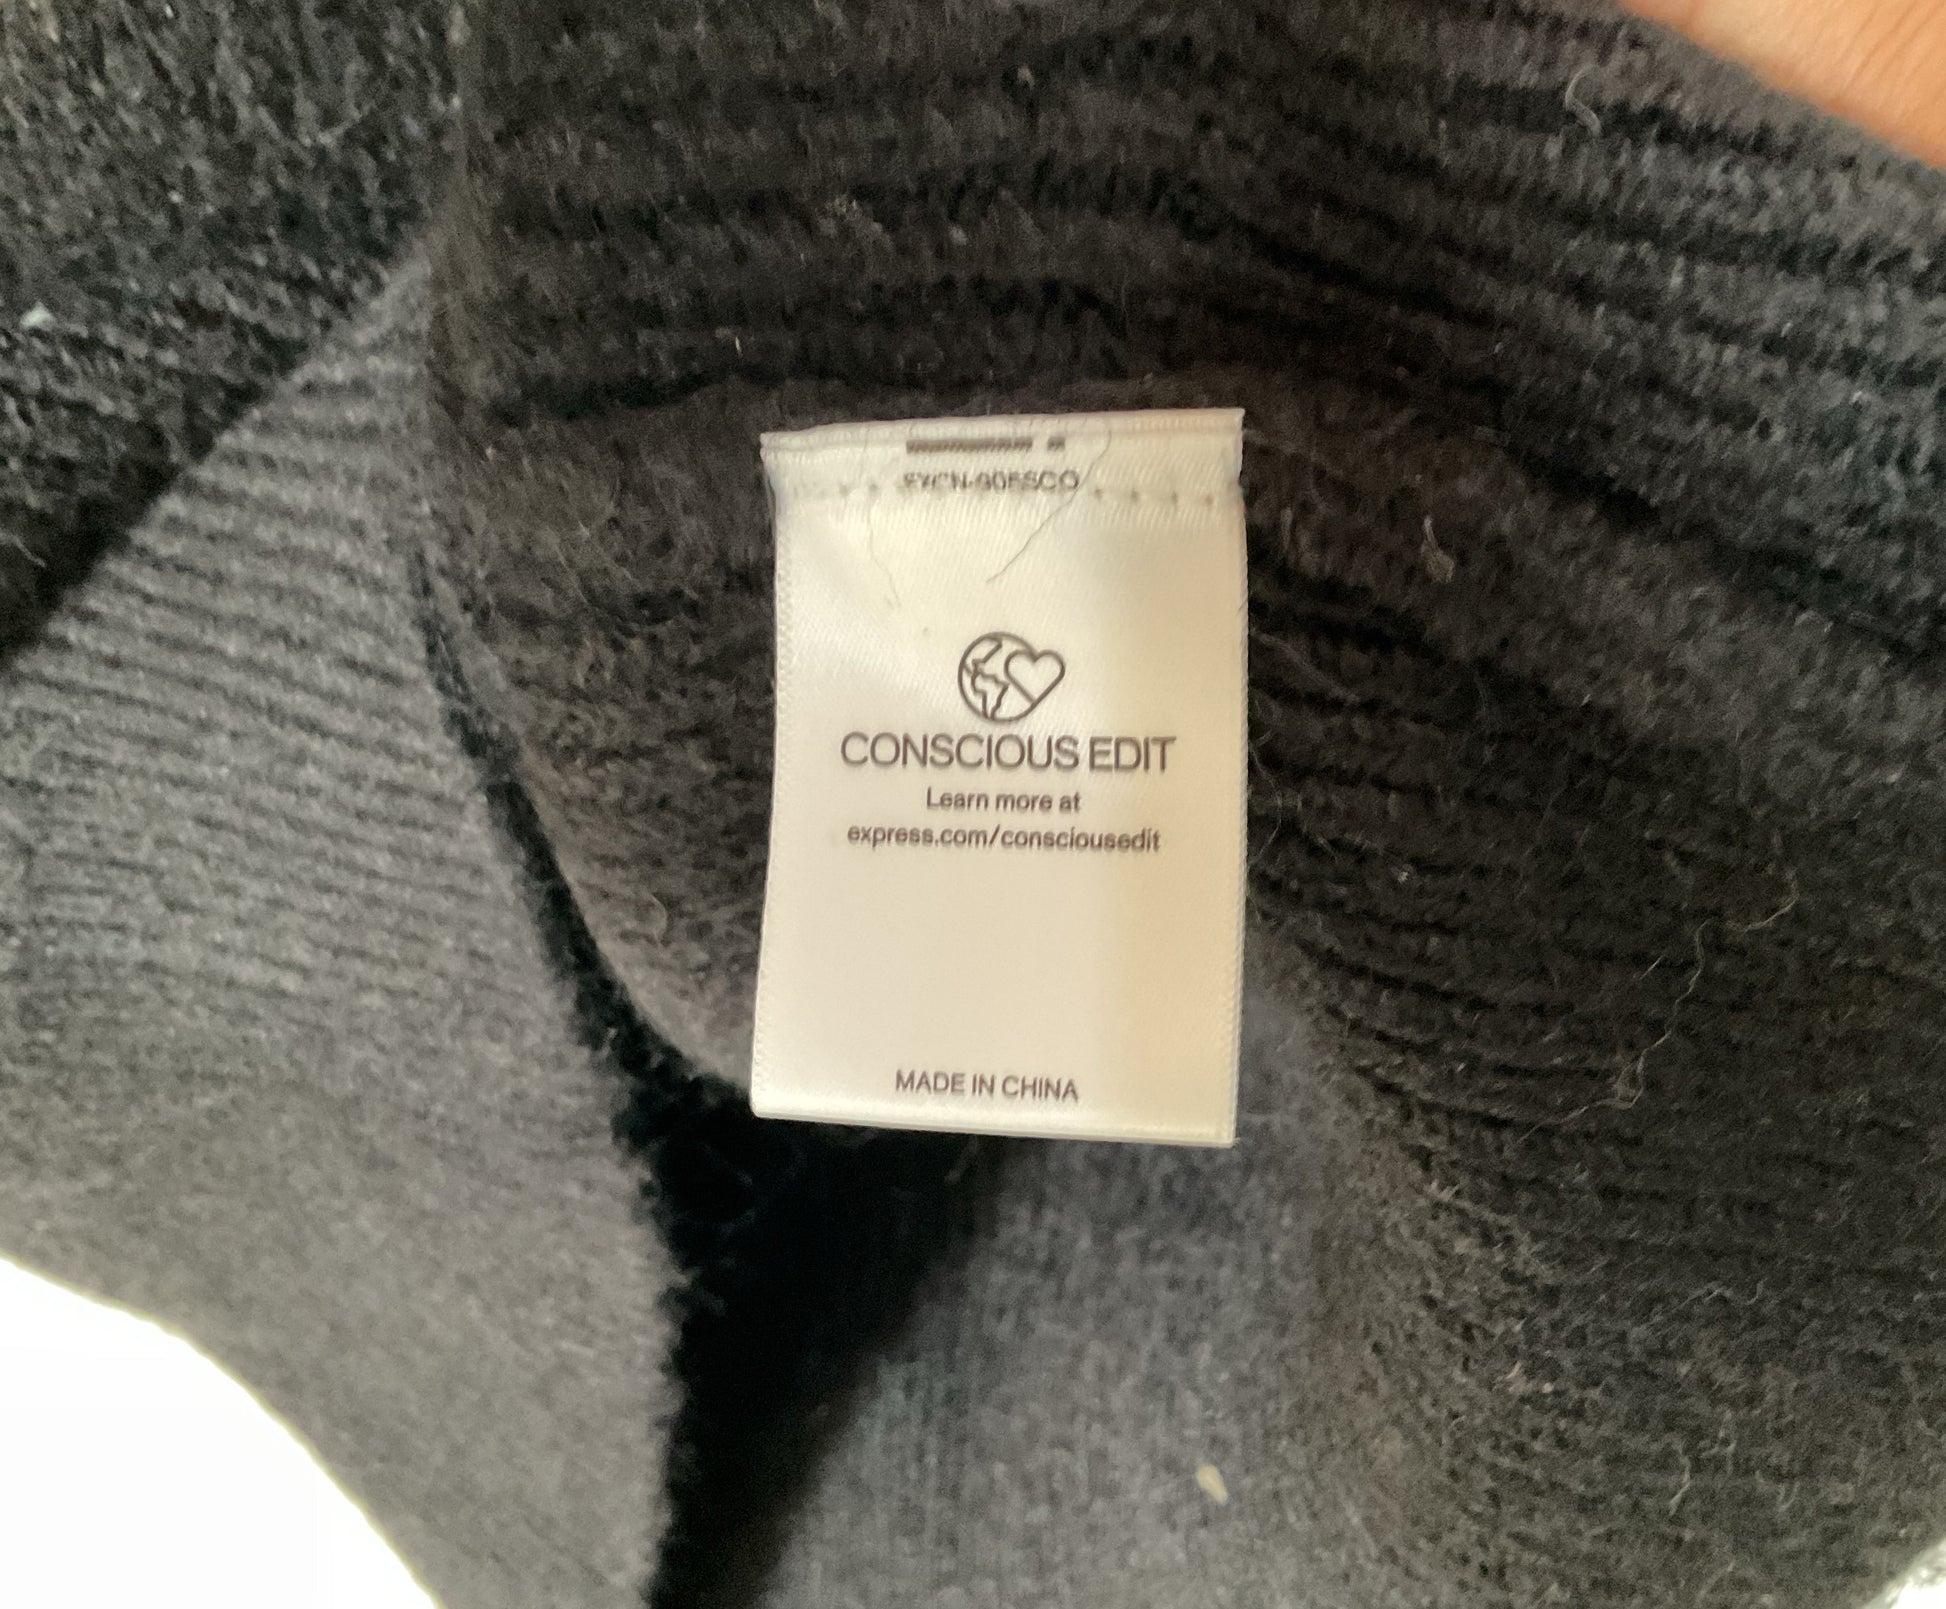 CONSCIOUS EDIT
Learn more at
express.com/consciousedit
MADE IN CHINA